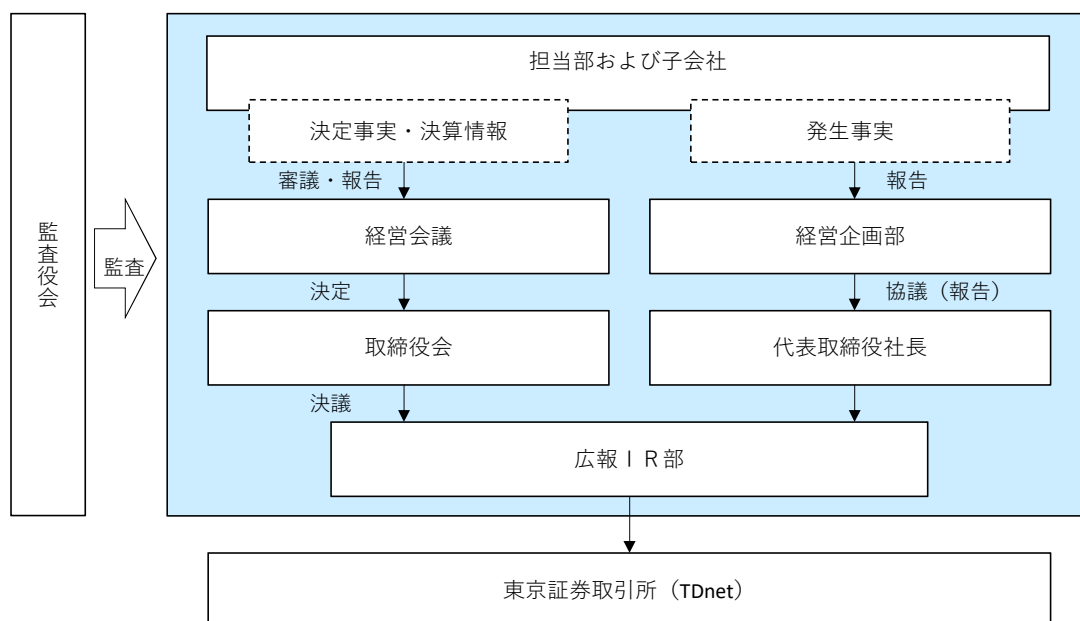 担当部および子会社
決定事実・決算情報
発生事実
審議・報告
報告
経営会議
経営企画部
監査役会
監査
決定
協議（報告）
取締役会
代表取締役社長
決議
広報ＩＲ部
東京証券取引所（TDnet）